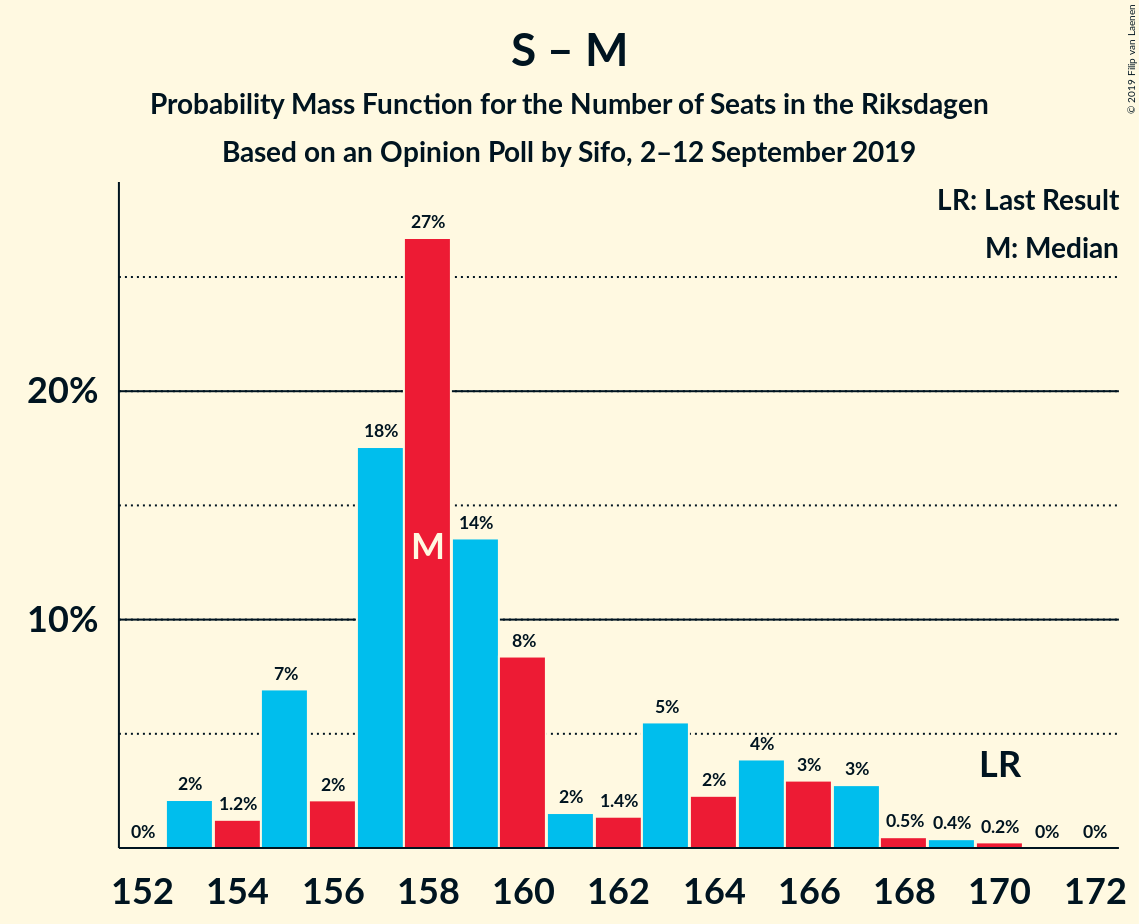 S – M
Probability Mass Function for the Number of Seats in the Riksdagen
Based on an Opinion Poll by Sifo, 2–12 September 2019
© 2019 Filip van Laenen
LR: Last Result
M: Median
20%
10%
0%
2%
1.2%
7%
2%
18%
27%
M
14%
8%
2%
1.4%
5%
2%
4%
3%
3%
0.5%
0.4%
0.2%
LR
0%
0%
152 154 156 158 160 162 164 166 168 170 172